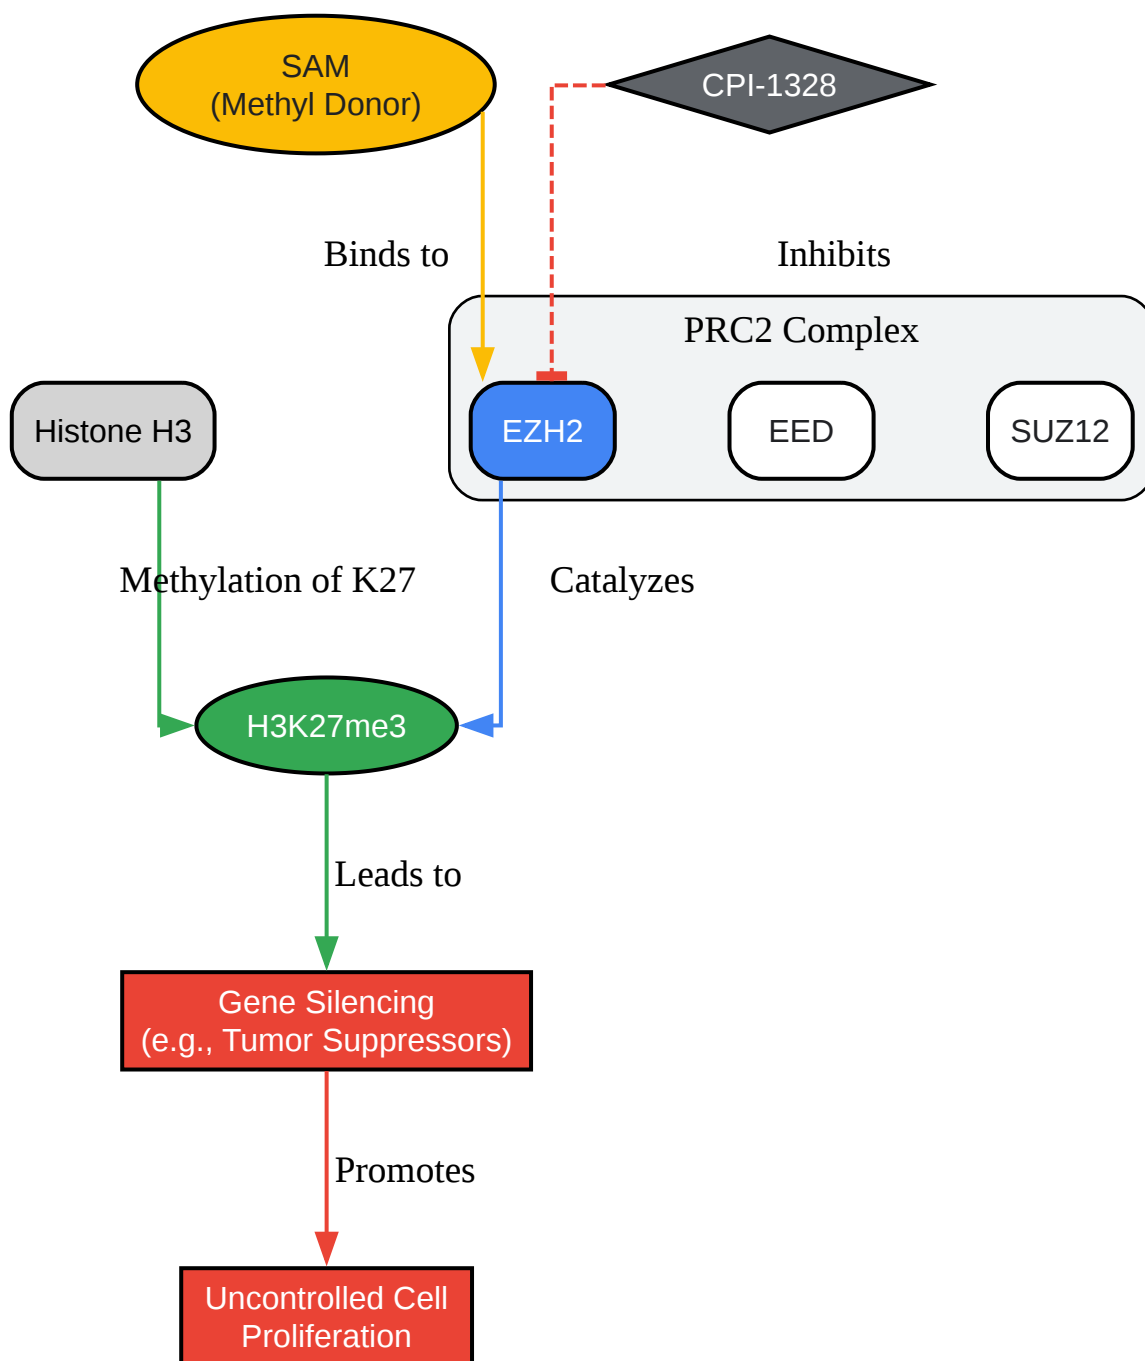 SAM
(Methyl Donor)
CPI-1328
Binds to
Inhibits
PRC2 Complex
Histone H3
EZH2
EED
SUZ12
Methylation of K27
Catalyzes
H3K27me3
Leads to
Gene Silencing
(e.g., Tumor Suppressors)
Promotes
Uncontrolled Cell
Proliferation